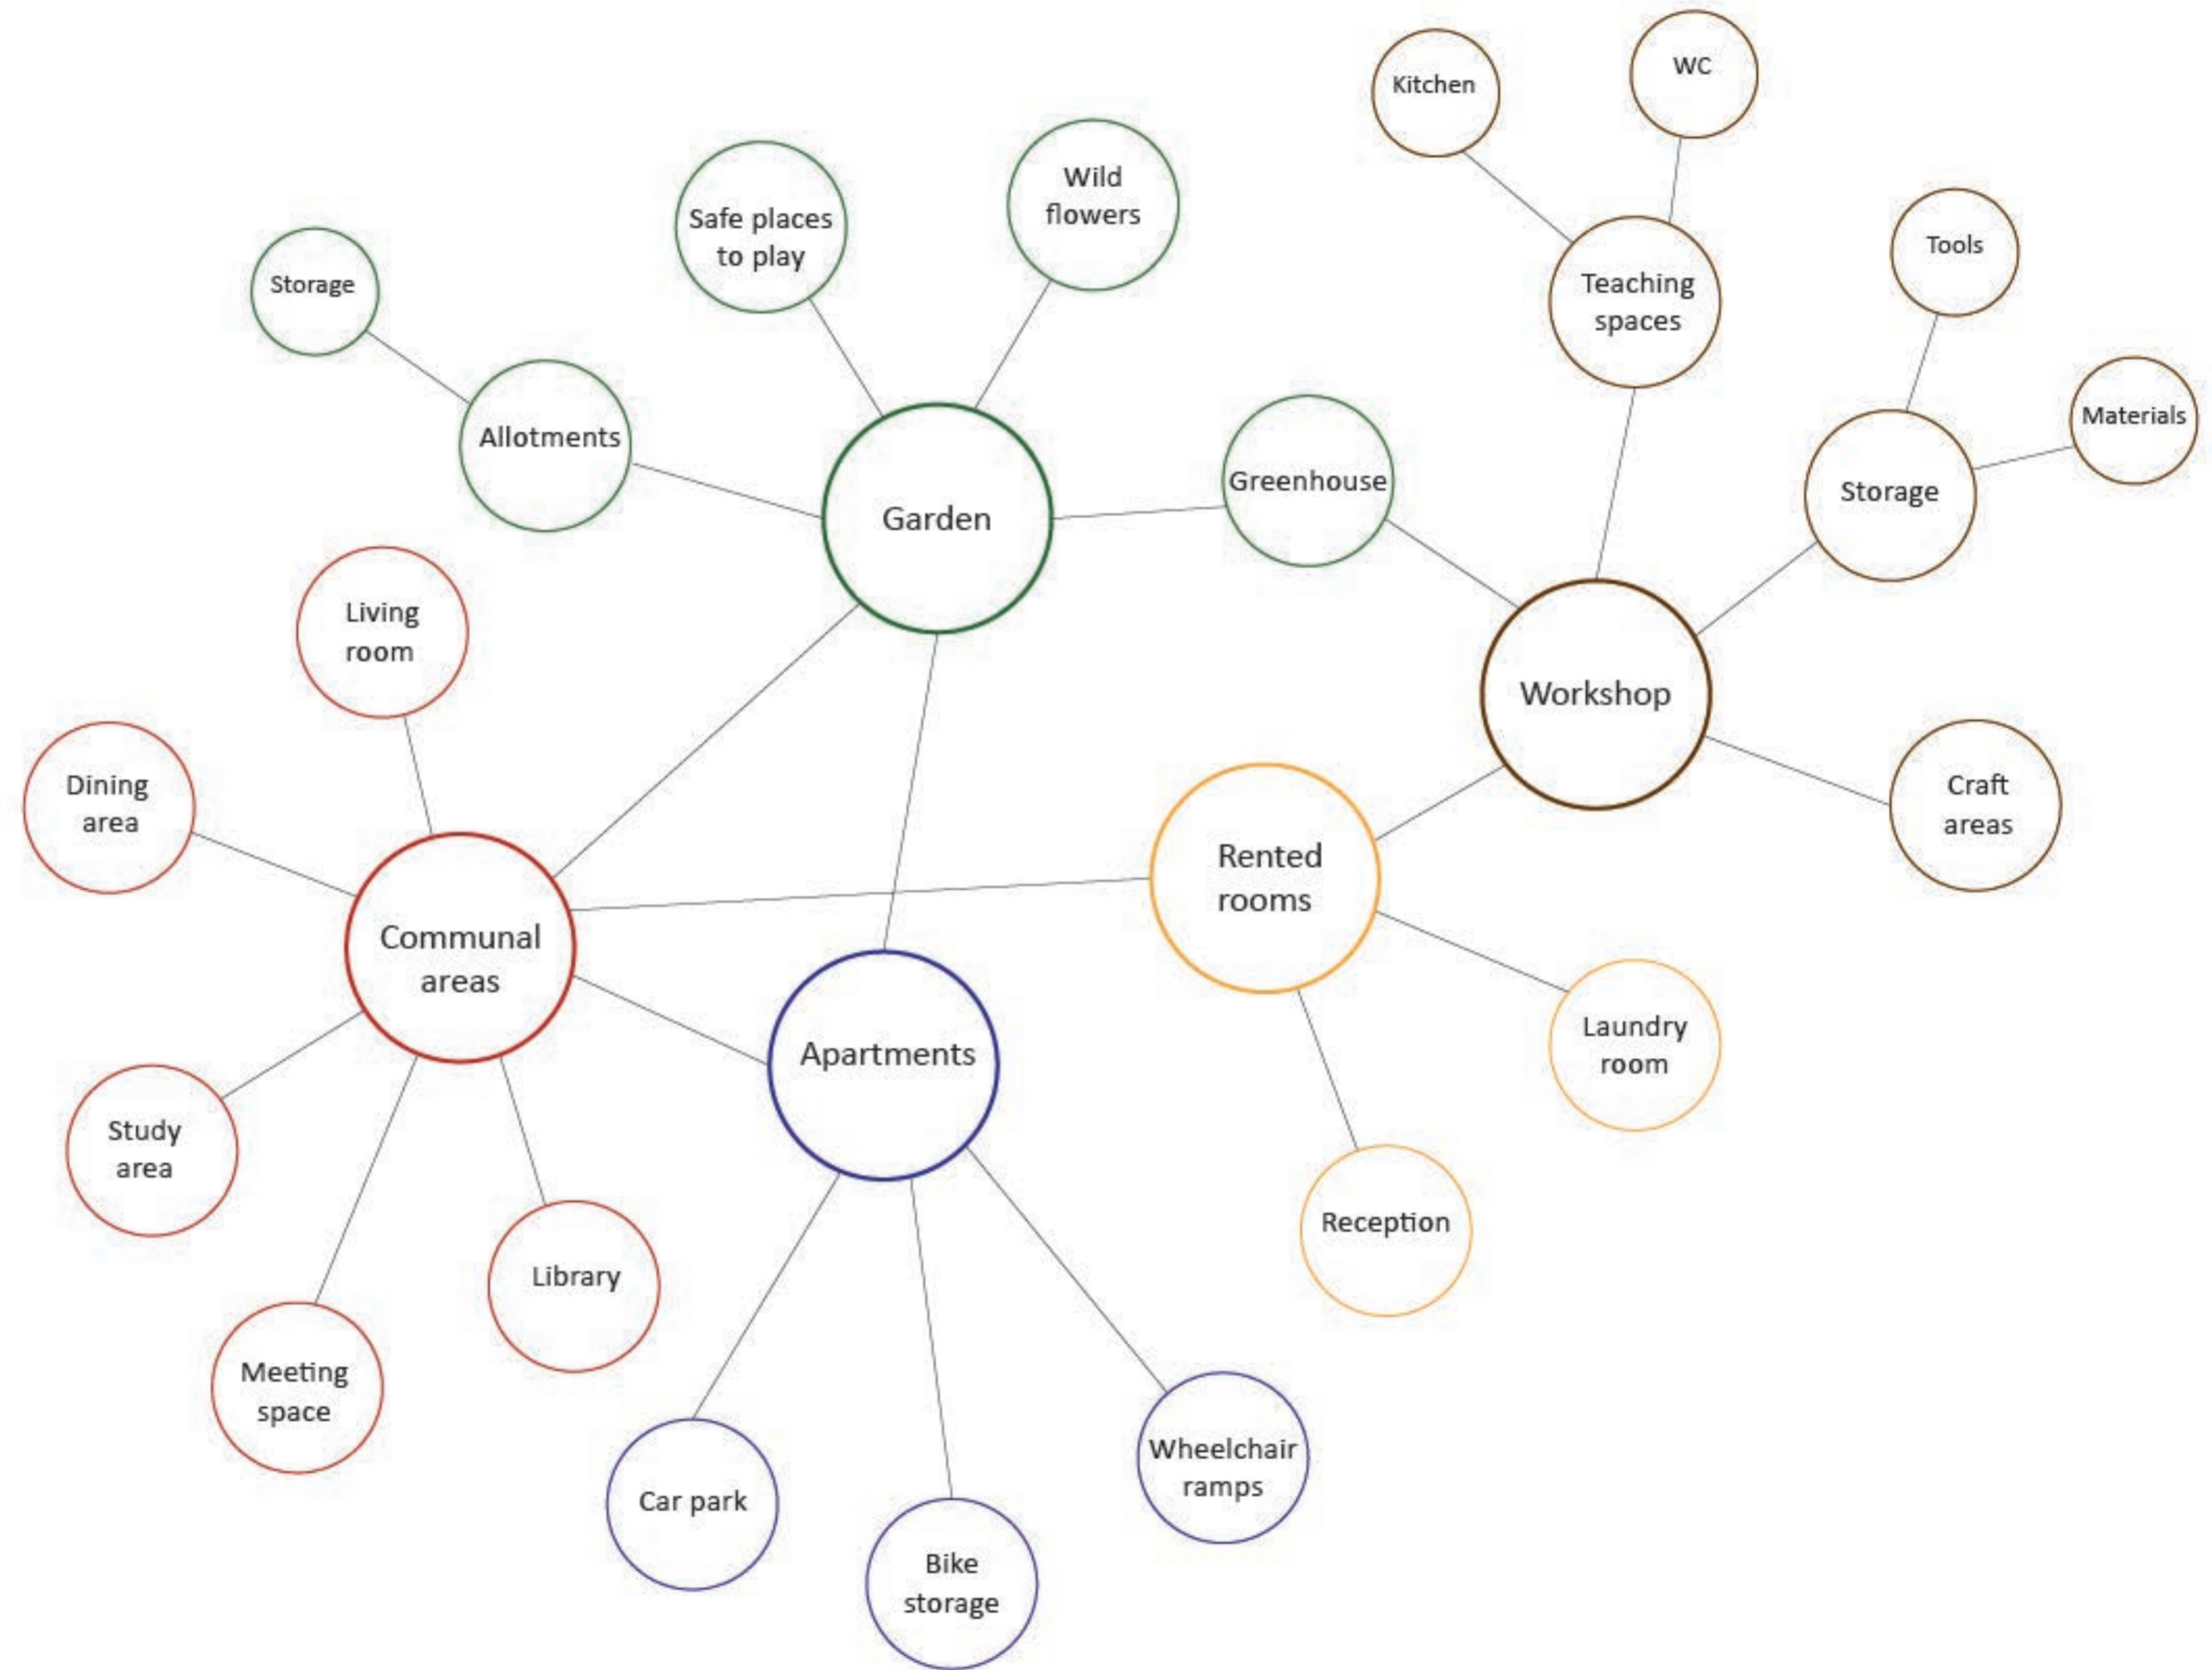 Kitchen
WC
Safe places
to play
Wild
flowers
Storage
Teaching
spaces
Tools
Allotments
Garden
Greenhouse
Storage
Materials
Living
room
Workshop
Dining
area
Rented
rooms
Craft
areas
Communal
areas
Apartments
Laundry
room
Study
area
Library
Reception
Meeting
space
Car park
Wheelchair
ramps
Bike
storage